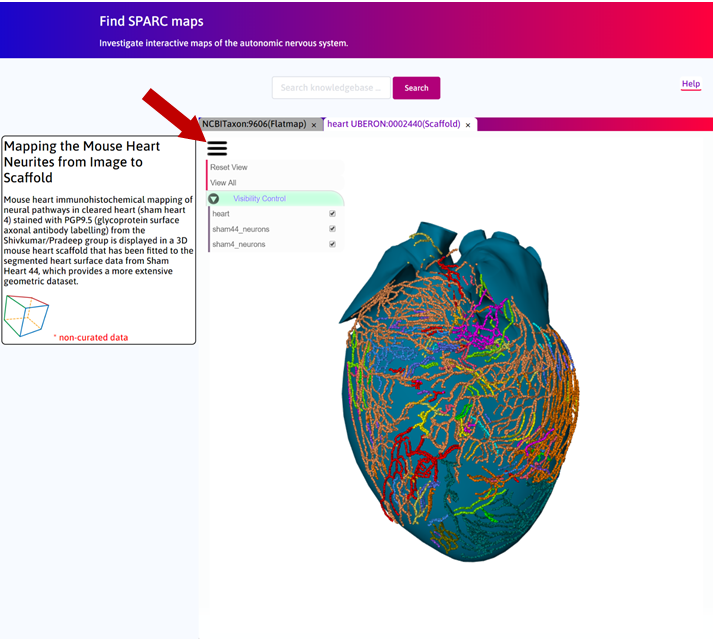 Find SPARC maps
Investigate interactive maps of the autonomic nervous system.
Search knowledgebase ...
Search
Help
NCBITaxon:9606(Flatmap) ×
heart UBERON:0002440(Scaffold) ×
Mapping the Mouse Heart
Neurites from Image to
Scaffold
Mouse heart immunohistochemical mapping of
neural pathways in cleared heart (sham heart
4) stained with PGP9.5 (glycoprotein surface
axonal antibody labelling) from the
Shivkumar/Pradeep group is displayed in a 3D
mouse heart scaffold that has been fitted to the
segmented heart surface data from Sham
Heart 44, which provides a more extensive
geometric dataset.
* non-curated data
Reset View
View All
Visibility Control
heart
sham44_neurons
sham4_neurons